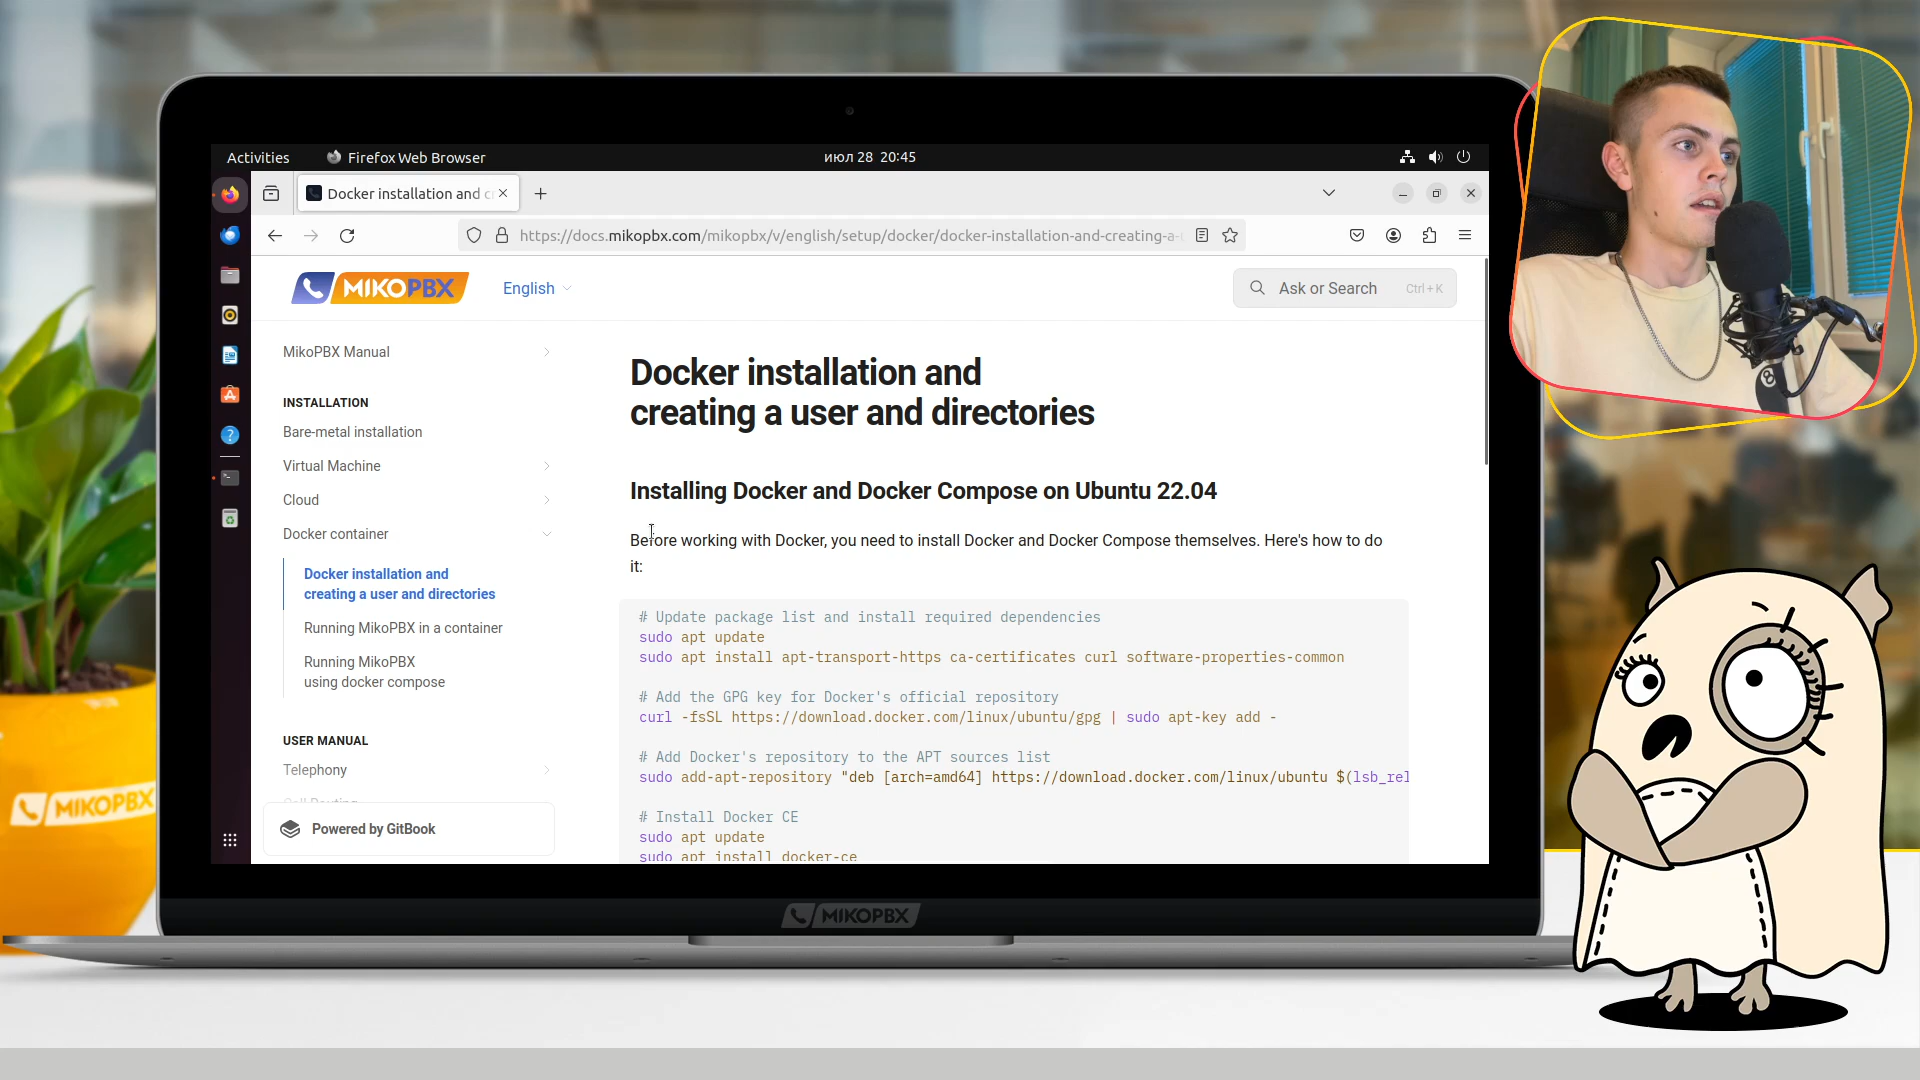 Activities
Firefox Web Browser
июл 28 20:45
Docker installation and c
https://docs.mikopbx.com/mikopbx/v/english/setup/docker/docker-installation-and-creating-a-
MIKOPBX
English
Ask or Search
Ctrl + K
MikoPBX Manual
INSTALLATION
Bare-metal installation
Virtual Machine
Cloud
Docker container
Docker installation and
creating a user and directories
Running MikoPBX in a container
Running MikoPBX
using docker compose
USER MANUAL
Telephony
Call Routing
Powered by GitBook
Docker installation and
creating a user and directories
Installing Docker and Docker Compose on Ubuntu 22.04
Before working with Docker, you need to install Docker and Docker Compose themselves. Here's how to do
it:
# Update package list and install required dependencies
sudo apt update
sudo apt install apt-transport-https ca-certificates curl software-properties-common
# Add the GPG key for Docker's official repository
curl -fsSL https://download.docker.com/linux/ubuntu/gpg | sudo apt-key add -
# Add Docker's repository to the APT sources list
sudo add-apt-repository "deb [arch=amd64] https://download.docker.com/linux/ubuntu $(lsb_rel
# Install Docker CE
sudo apt update
sudo apt install docker-ce
MIKOPBX
MIKOPBX